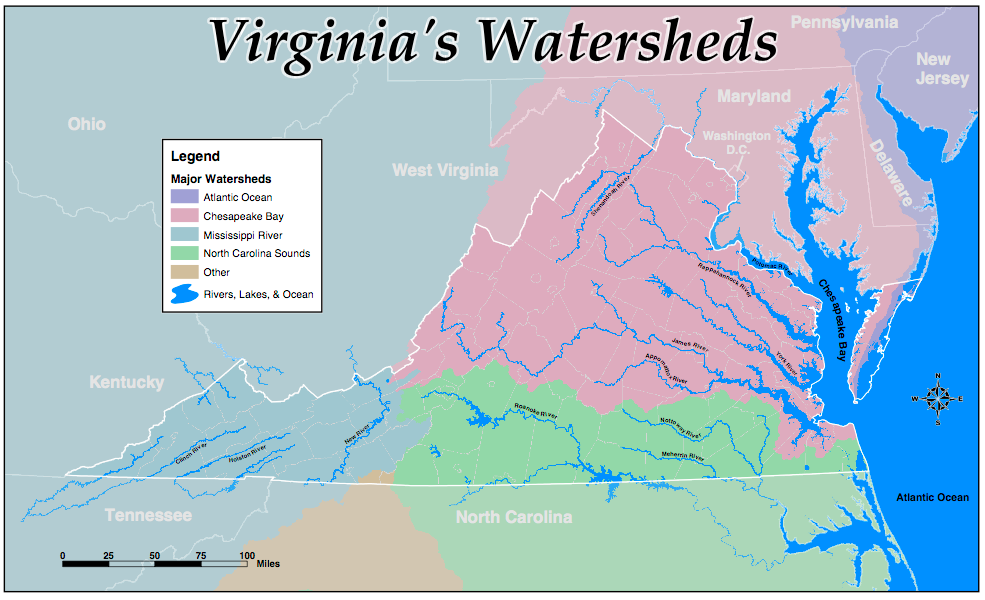 Virginia's Watersheds
Pennsylvania
New
Jersey
Ohio
Maryland
Washington
D.C.
West Virginia
Delaware
Legend
Major Watersheds
Atlantic Ocean
Chesapeake Bay
Mississippi River
North Carolina Sounds
Other
Rivers, Lakes, & Ocean
Shenandoah River
Potomac River
Rappahannock River
Chesapeake Bay
James River
York River
Appomattox River
Kentucky
N
W
E
S
Roanoke River
Nottoway River
New River
Clinch River
Holston River
Meherrin River
Atlantic Ocean
Tennessee
North Carolina
0 25 50 75 100
Miles